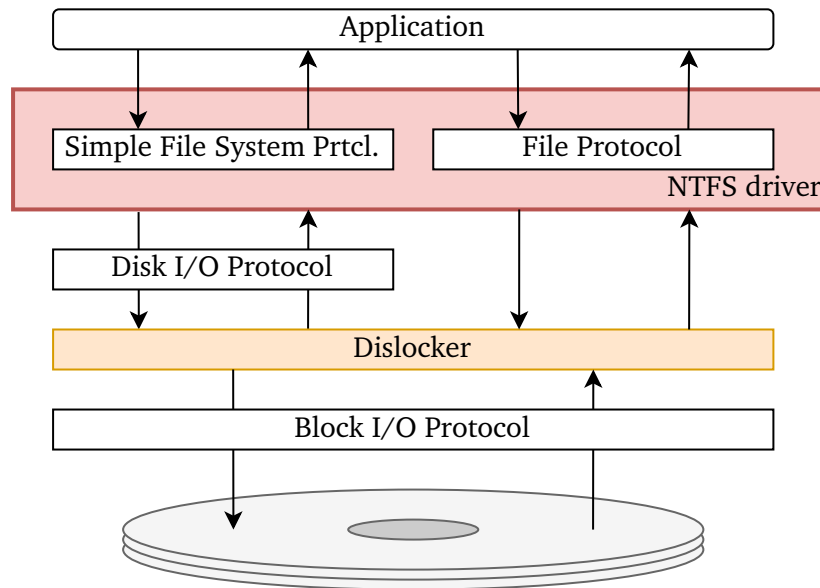 Application
Simple File System Prtcl.
File Protocol
NTFS driver
Disk I/O Protocol
Dislocker
Block I/O Protocol